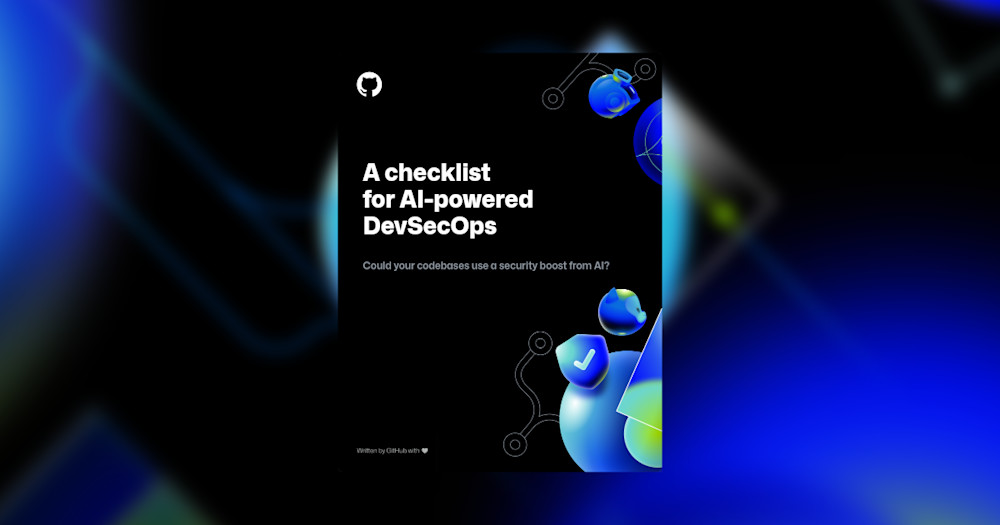 A checklist
for AI-powered
DevSecOps
Could your codebases use a security boost from AI?
Written by GitHub with 🤍